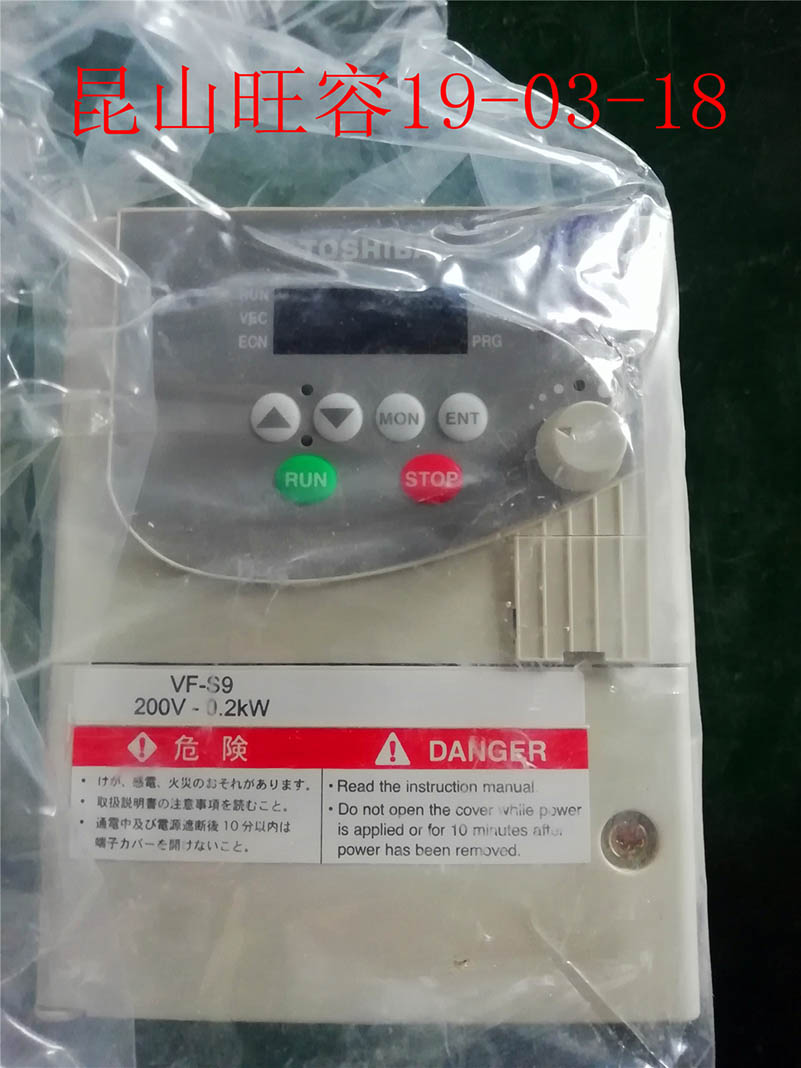 昆山旺容19-03-18
TOSHIBA
RUN
VEC
EON
PRG
MON
ENT
RUN
STOP
VF-S9
200V - 0.2kW
危険
DANGER
・けが、感電、火災のおそれがあります。
・取扱説明書の注意事項を読むこと。
・通電中及び電源遮断後10分以内は
端子カバーを開けないこと。
・Read the instruction manual
・Do not open the cover while power
is applied or for 10 minutes after
power has been removed.